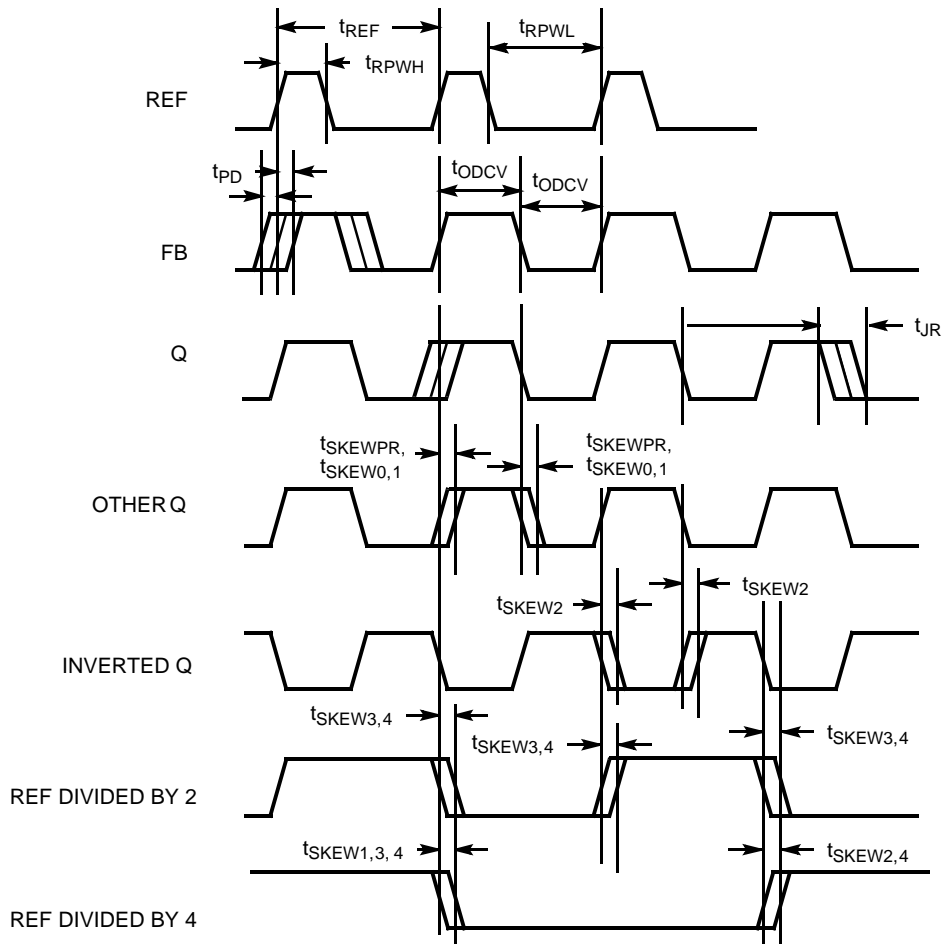 tREF
tRPWL
tRPWH
REF
tPD
tODCV
tODCV
FB
Q
tJR
tSKEWPR,
tSKEW0,1
tSKEWPR,
tSKEW0,1
OTHER Q
tSKEW2
tSKEW2
INVERTED Q
tSKEW3,4
tSKEW3,4
tSKEW3,4
REF DIVIDED BY 2
tSKEW1,3, 4
tSKEW2,4
REF DIVIDED BY 4